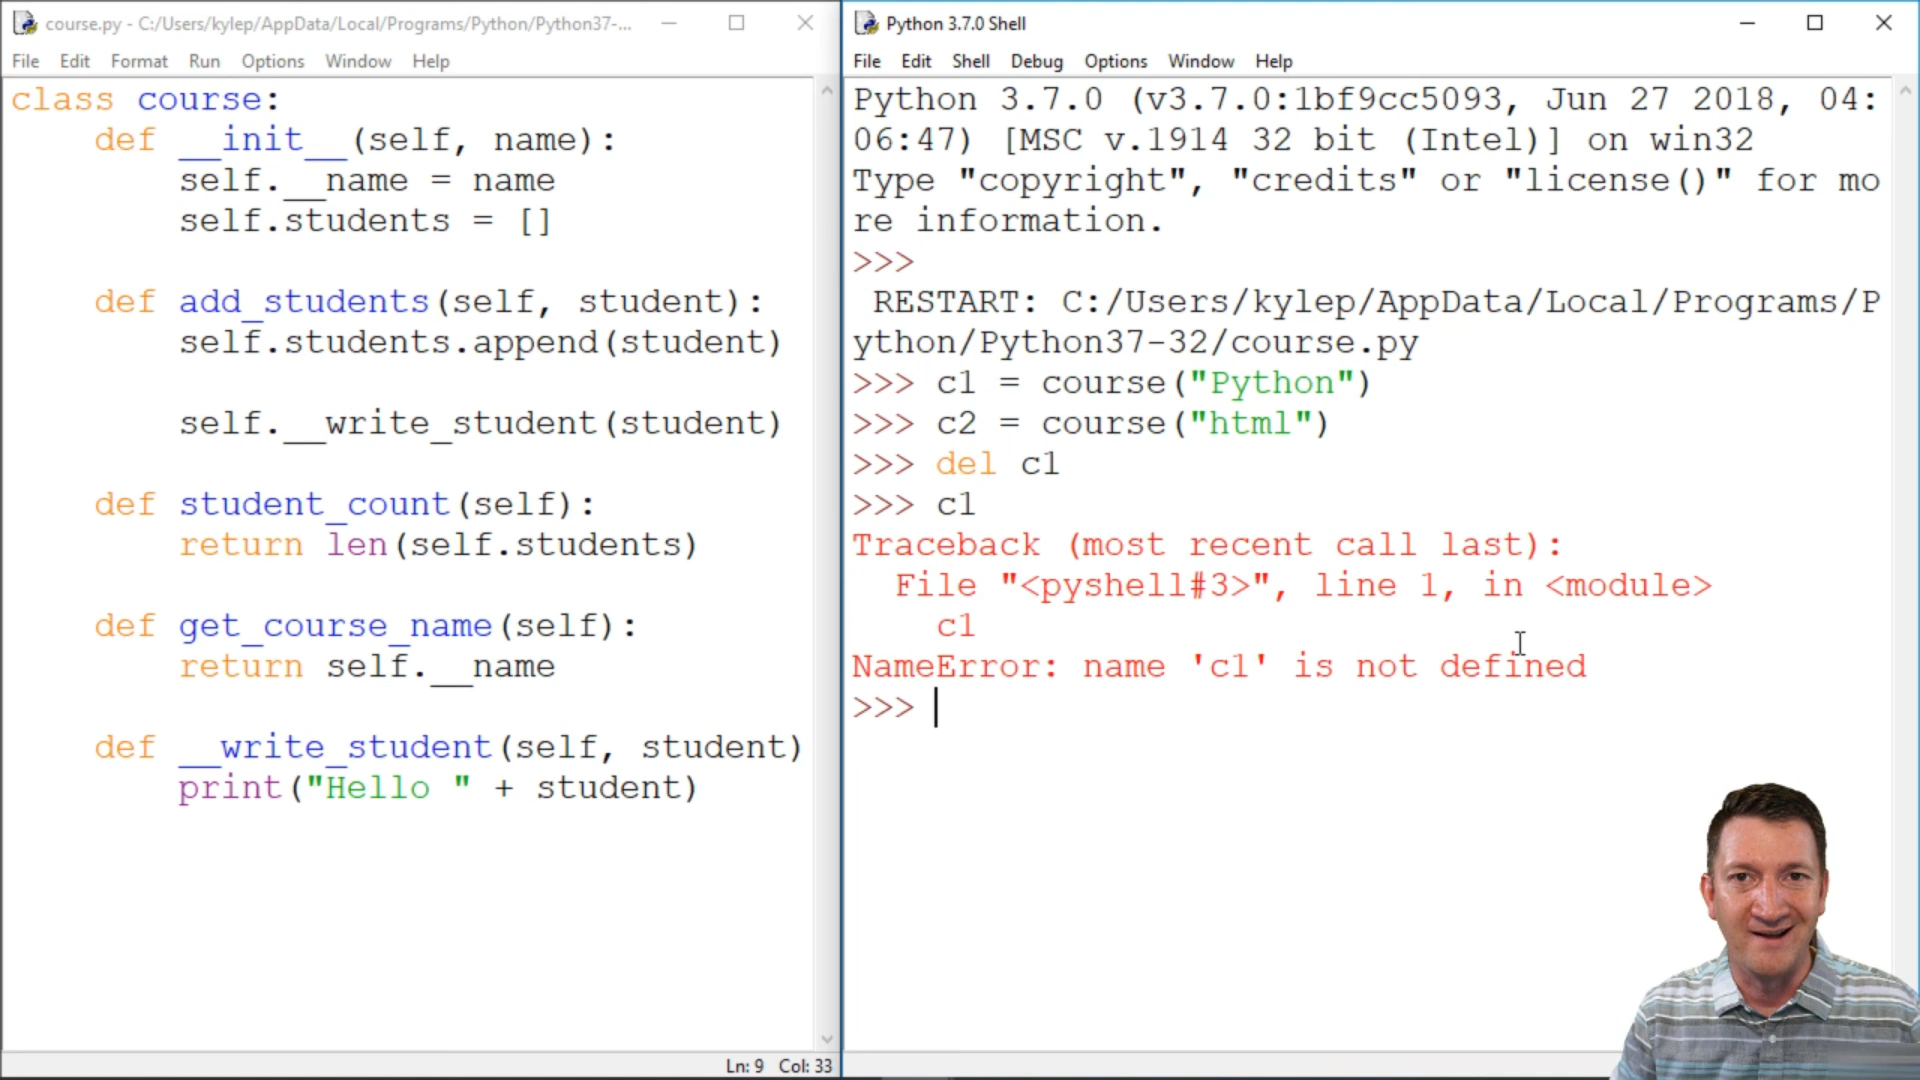 course.py - C:/Users/kylep/AppData/Local/Programs/Python/Python37-...
File Edit Format Run Options Window Help
class course:
    def __init__(self, name):
        self.__name = name
        self.students = []
    def add_students(self, student):
        self.students.append(student)
        self.__write_student(student)
    def student_count(self):
        return len(self.students)
    def get_course_name(self):
        return self.__name
    def __write_student(self, student)
        print("Hello " + student)
Ln: 9 Col: 33
Python 3.7.0 Shell
File Edit Shell Debug Options Window Help
Python 3.7.0 (v3.7.0:1bf9cc5093, Jun 27 2018, 04:
06:47) [MSC v.1914 32 bit (Intel)] on win32
Type "copyright", "credits" or "license()" for mo
re information.
>>>
 RESTART: C:/Users/kylep/AppData/Local/Programs/P
ython/Python37-32/course.py
>>> c1 = course("Python")
>>> c2 = course("html")
>>> del c1
>>> c1
Traceback (most recent call last):
  File "<pyshell#3>", line 1, in <module>
    c1
NameError: name 'c1' is not defined
>>>